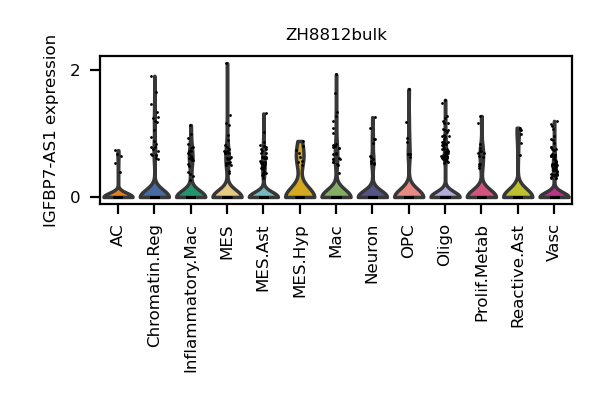 ZH8812bulk
IGFBP7-AS1 expression
2
0
AC
Chromatin.Reg
Inflammatory.Mac
MES
MES.Ast
MES.Hyp
Mac
Neuron
OPC
Oligo
Prolif.Metab
Reactive.Ast
Vasc